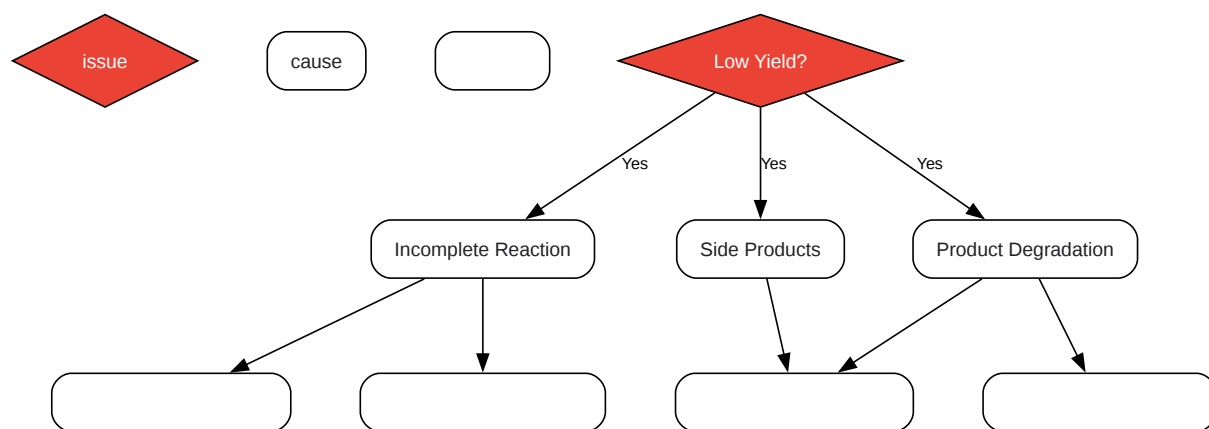 issue
cause
Low Yield?
Yes
Yes
Yes
Incomplete Reaction
Side Products
Product Degradation